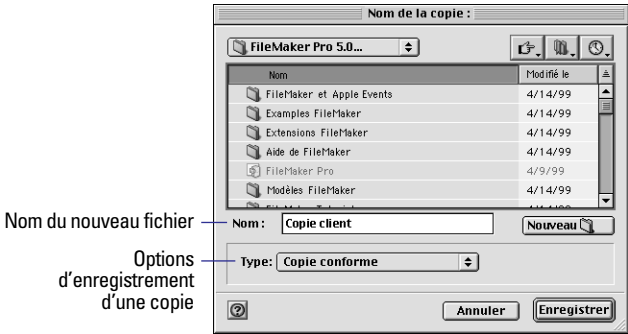 Nom de la copie :
FileMaker Pro 5.0...
Nom Modifié le
FileMaker et Apple Events 4/14/99
Examples FileMaker 4/14/99
Extensions FileMaker 4/14/99
Aide de FileMaker 4/14/99
FileMaker Pro 4/9/99
Modèles FileMaker 4/14/99
Nom du nouveau fichier
Nom : Copie client
Nouveau
Options
d'enregistrement
d'une copie
Type: Copie conforme
Annuler Enregistrer